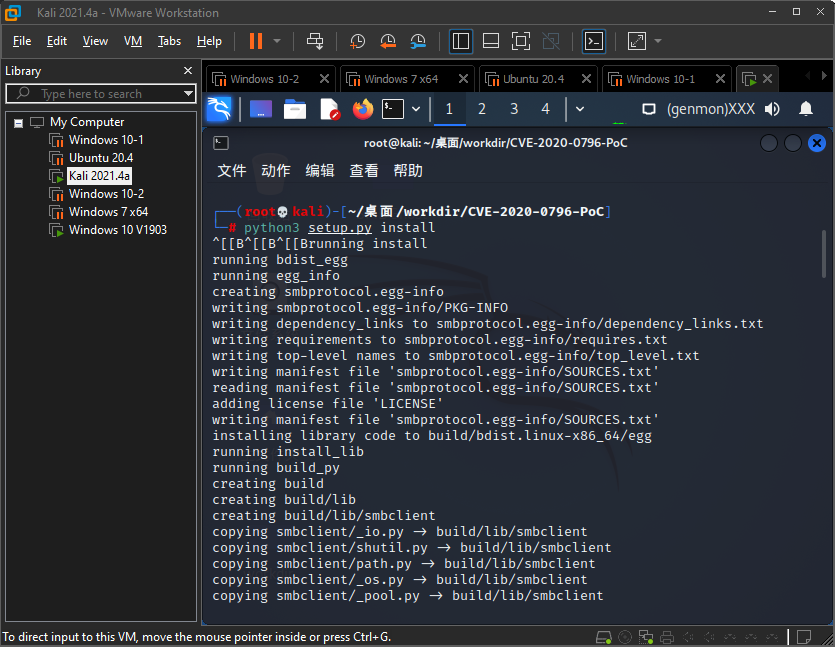 Kali 2021.4a - VMware Workstation
File Edit View VM Tabs Help
Library
Type here to search
My Computer
Windows 10-1
Ubuntu 20.4
Kali 2021.4a
Windows 10-2
Windows 7 x64
Windows 10 V1903
Windows 10-2 Windows 7 x64 Ubuntu 20.4 Windows 10-1
1 2 3 4 (genmon)XXX
root@kali: ~/桌面/workdir/CVE-2020-0796-PoC
文件 动作 编辑 查看 帮助
┌──(root💀kali)-[~/桌面/workdir/CVE-2020-0796-PoC]
└─# python3 setup.py install
^[[B^[[B^[[Brunning install
running bdist_egg
running egg_info
creating smbprotocol.egg-info
writing smbprotocol.egg-info/PKG-INFO
writing dependency_links to smbprotocol.egg-info/dependency_links.txt
writing requirements to smbprotocol.egg-info/requires.txt
writing top-level names to smbprotocol.egg-info/top_level.txt
writing manifest file 'smbprotocol.egg-info/SOURCES.txt'
reading manifest file 'smbprotocol.egg-info/SOURCES.txt'
adding license file 'LICENSE'
writing manifest file 'smbprotocol.egg-info/SOURCES.txt'
installing library code to build/bdist.linux-x86_64/egg
running install_lib
running build_py
creating build
creating build/lib
creating build/lib/smbclient
copying smbclient/_io.py → build/lib/smbclient
copying smbclient/shutil.py → build/lib/smbclient
copying smbclient/path.py → build/lib/smbclient
copying smbclient/_os.py → build/lib/smbclient
copying smbclient/_pool.py → build/lib/smbclient
To direct input to this VM, move the mouse pointer inside or press Ctrl+G.